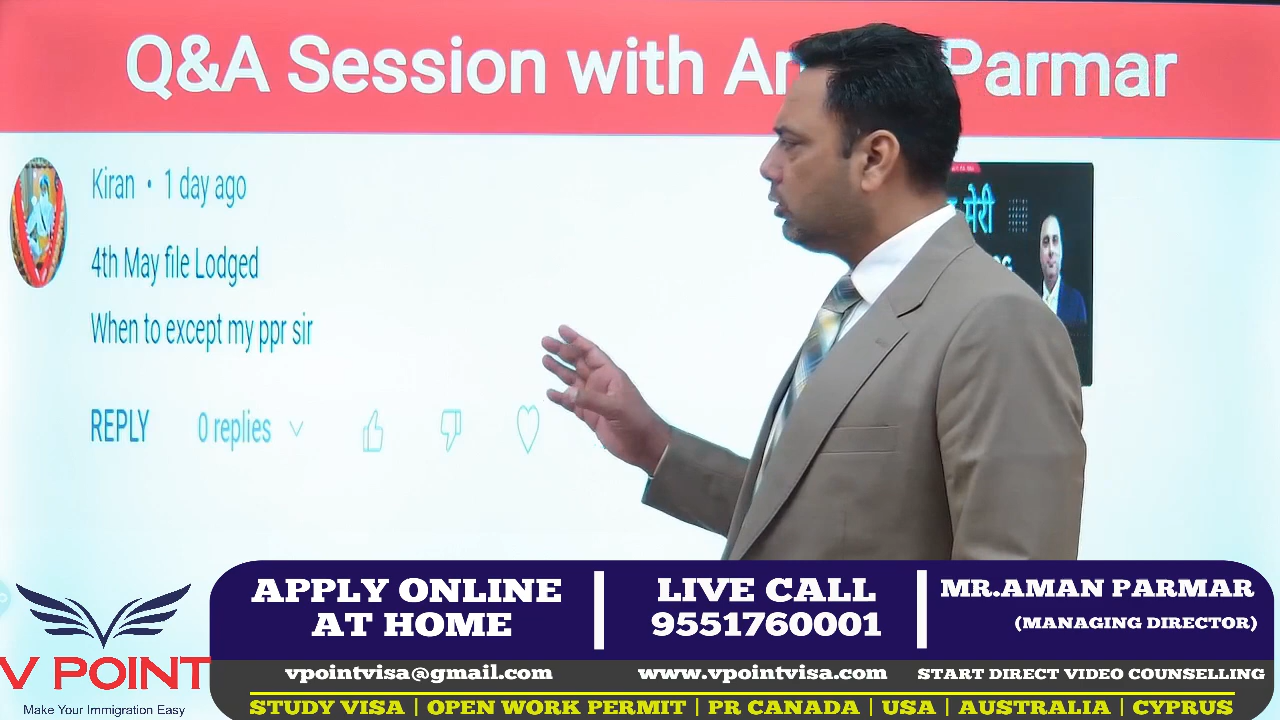 Q&A Session with Parmar
Kiran • 1 day ago
4th May file Lodged
When to except my ppr sir
REPLY 0 replies
मेरी
V POINT
Make Your Immigration Easy
APPLY ONLINE
AT HOME
LIVE CALL
9551760001
MR.AMAN PARMAR
(MANAGING DIRECTOR)
vpointvisa@gmail.com
www.vpointvisa.com
START DIRECT VIDEO COUNSELLING
STUDY VISA | OPEN WORK PERMIT | PR CANADA | USA | AUSTRALIA | CYPRUS